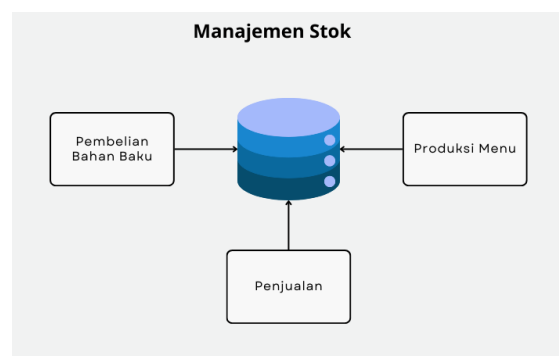 Manajemen Stok
Pembelian
Bahan Baku
Produksi Menu
Penjualan